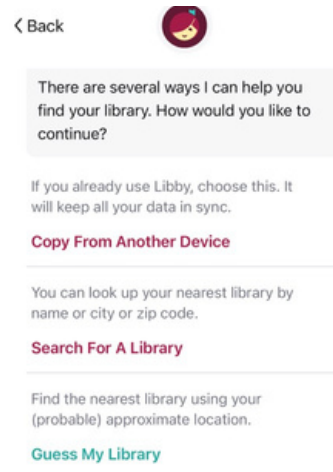 Back
There are several ways I can help you
find your library. How would you like to
continue?
If you already use Libby, choose this. It
will keep all your data in sync.
Copy From Another Device
You can look up your nearest library by
name or city or zip code.
Search For A Library
Find the nearest library using your
(probable) approximate location.
Guess My Library